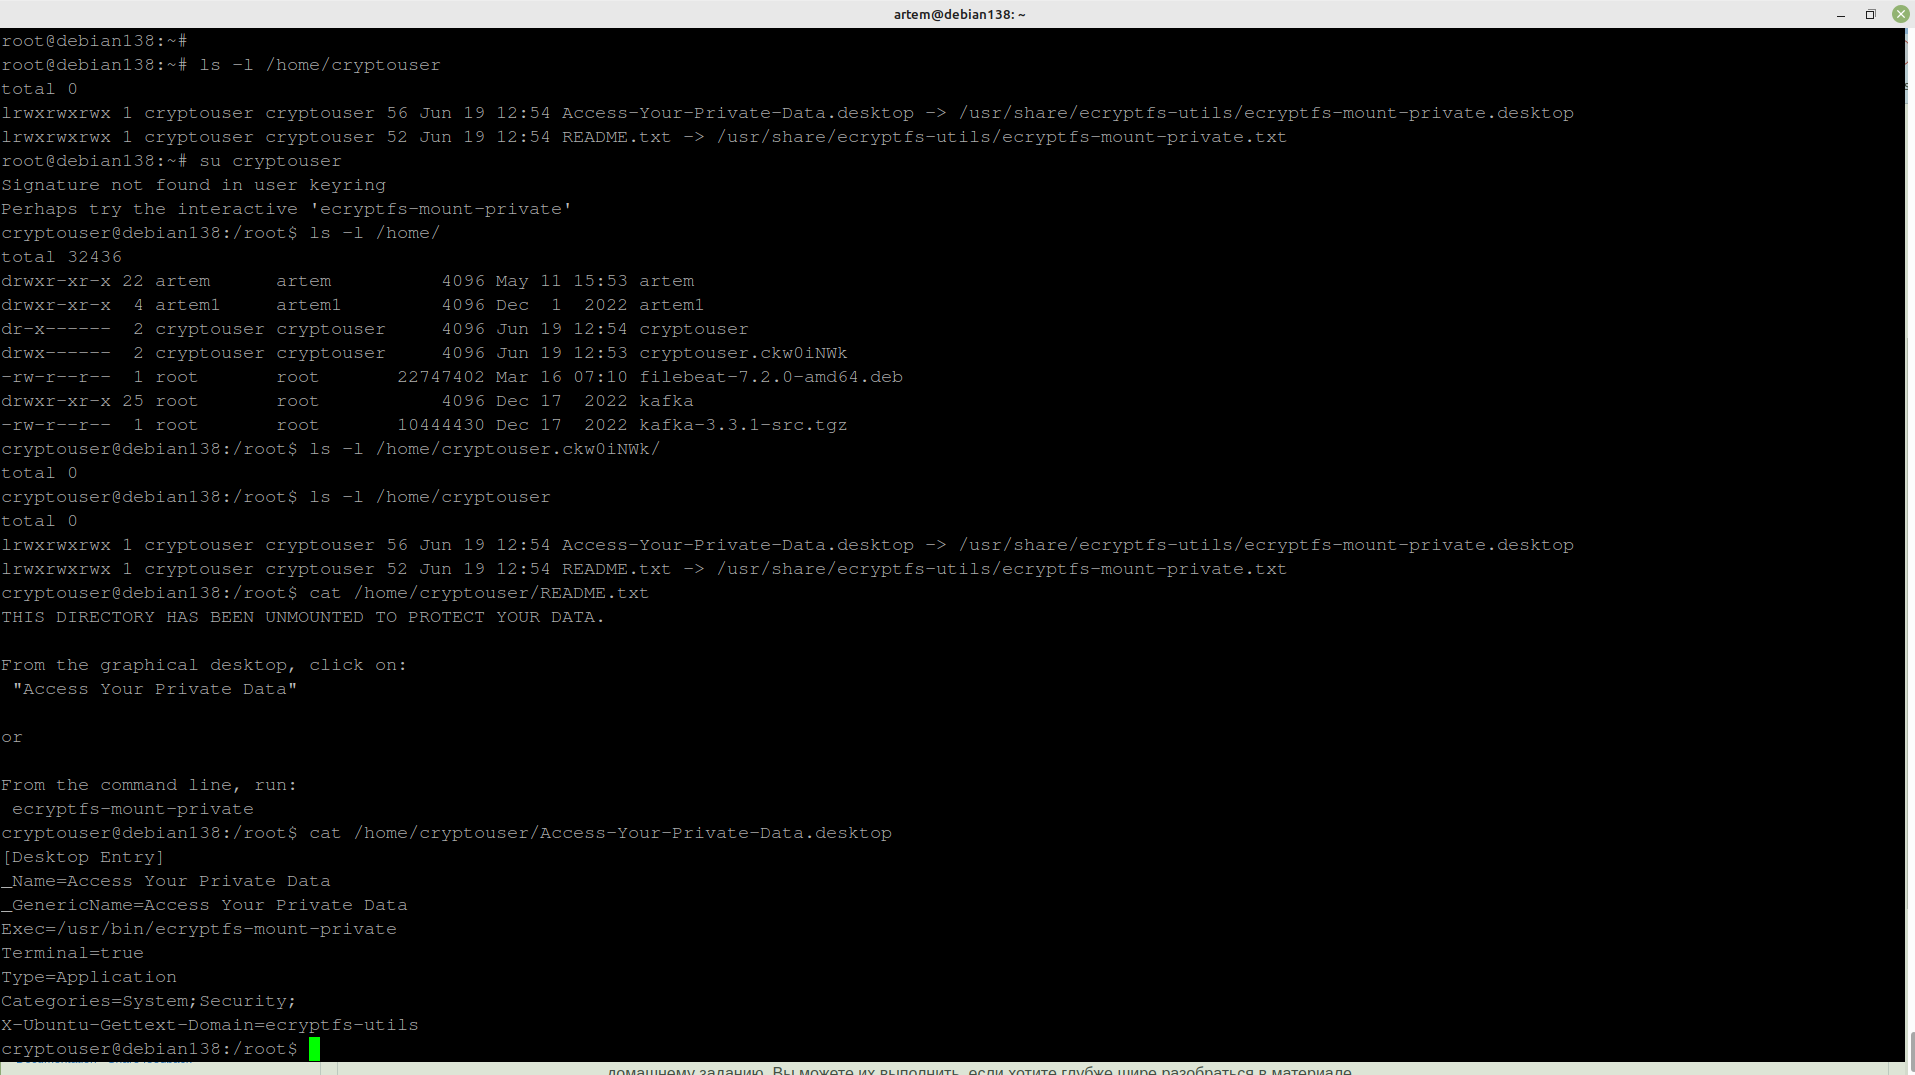 artem@debian138: ~
root@debian138:~#
root@debian138:~# ls -l /home/cryptouser
total 0
lrwxrwxrwx 1 cryptouser cryptouser 56 Jun 19 12:54 Access-Your-Private-Data.desktop -> /usr/share/ecryptfs-utils/ecryptfs-mount-private.desktop
lrwxrwxrwx 1 cryptouser cryptouser 52 Jun 19 12:54 README.txt -> /usr/share/ecryptfs-utils/ecryptfs-mount-private.txt
root@debian138:~# su cryptouser
Signature not found in user keyring
Perhaps try the interactive 'ecryptfs-mount-private'
cryptouser@debian138:/root$ ls -l /home/
total 32436
drwxr-xr-x 22 artem      artem          4096 May 11 15:53 artem
drwxr-xr-x  4 artem1     artem1         4096 Dec  1  2022 artem1
dr-x------  2 cryptouser cryptouser     4096 Jun 19 12:54 cryptouser
drwx------  2 cryptouser cryptouser     4096 Jun 19 12:53 cryptouser.ckw0iNWk
-rw-r--r--  1 root       root       22747402 Mar 16 07:10 filebeat-7.2.0-amd64.deb
drwxr-xr-x 25 root       root           4096 Dec 17  2022 kafka
-rw-r--r--  1 root       root       10444430 Dec 17  2022 kafka-3.3.1-src.tgz
cryptouser@debian138:/root$ ls -l /home/cryptouser.ckw0iNWk/
total 0
cryptouser@debian138:/root$ ls -l /home/cryptouser
total 0
lrwxrwxrwx 1 cryptouser cryptouser 56 Jun 19 12:54 Access-Your-Private-Data.desktop -> /usr/share/ecryptfs-utils/ecryptfs-mount-private.desktop
lrwxrwxrwx 1 cryptouser cryptouser 52 Jun 19 12:54 README.txt -> /usr/share/ecryptfs-utils/ecryptfs-mount-private.txt
cryptouser@debian138:/root$ cat /home/cryptouser/README.txt
THIS DIRECTORY HAS BEEN UNMOUNTED TO PROTECT YOUR DATA.
From the graphical desktop, click on:
 "Access Your Private Data"
or
From the command line, run:
 ecryptfs-mount-private
cryptouser@debian138:/root$ cat /home/cryptouser/Access-Your-Private-Data.desktop
[Desktop Entry]
_Name=Access Your Private Data
_GenericName=Access Your Private Data
Exec=/usr/bin/ecryptfs-mount-private
Terminal=true
Type=Application
Categories=System;Security;
X-Ubuntu-Gettext-Domain=ecryptfs-utils
cryptouser@debian138:/root$
домашнему заданию. Вы можете их выполнить, если хотите глубже шире разобраться в материале